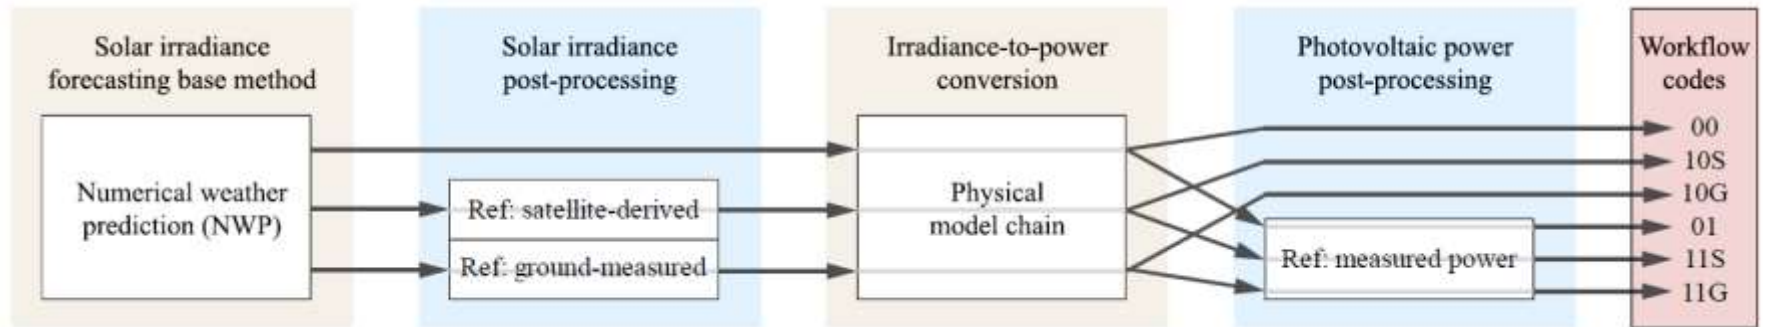 Solar irradiance
forecasting base method
Solar irradiance
post-processing
Irradiance-to-power
conversion
Photovoltaic power
post-processing
Workflow
codes
Numerical weather
prediction (NWP)
Ref: satellite-derived
Ref: ground-measured
Physical
model chain
Ref: measured power
00
10S
10G
01
11S
11G